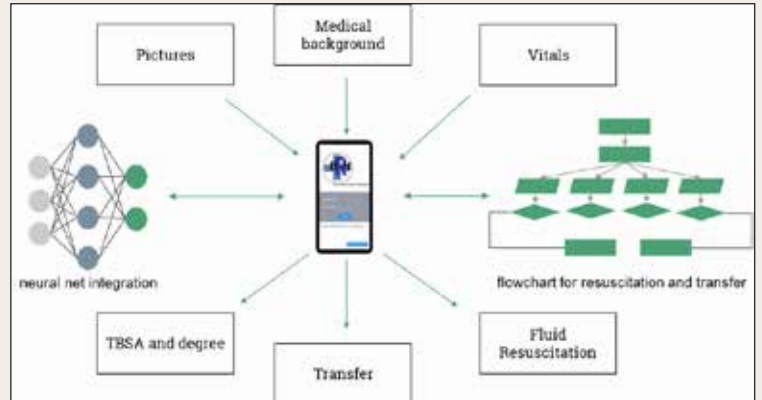 Medical
background
Pictures
Vitals
neural net integration
flowchart for resuscitation and transfer
TBSA and degree
Fluid
Resuscitation
Transfer